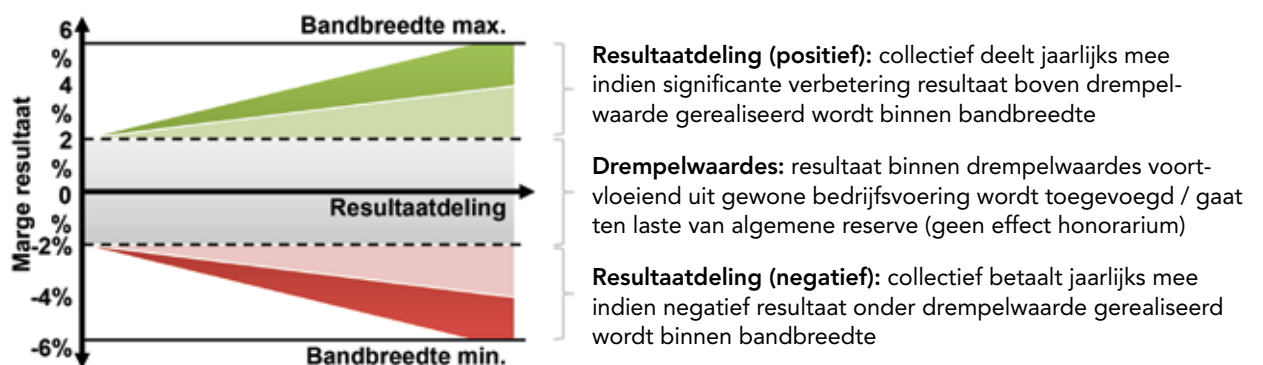 Bandbreedte max.
6
%
4
%
2
%
0
%
-2%
-4%
-6%
Marge resultaat
Resultaatdeling
Bandbreedte min.
Resultaatdeling (positief): collectief deelt jaarlijks mee
indien significante verbetering resultaat boven drempel-
waarde gerealiseerd wordt binnen bandbreedte
Drempelwaardes: resultaat binnen drempelwaardes voort-
vloeiend uit gewone bedrijfsvoering wordt toegevoegd / gaat
ten laste van algemene reserve (geen effect honorarium)
Resultaatdeling (negatief): collectief betaalt jaarlijks mee
indien negatief resultaat onder drempelwaarde gerealiseerd
wordt binnen bandbreedte